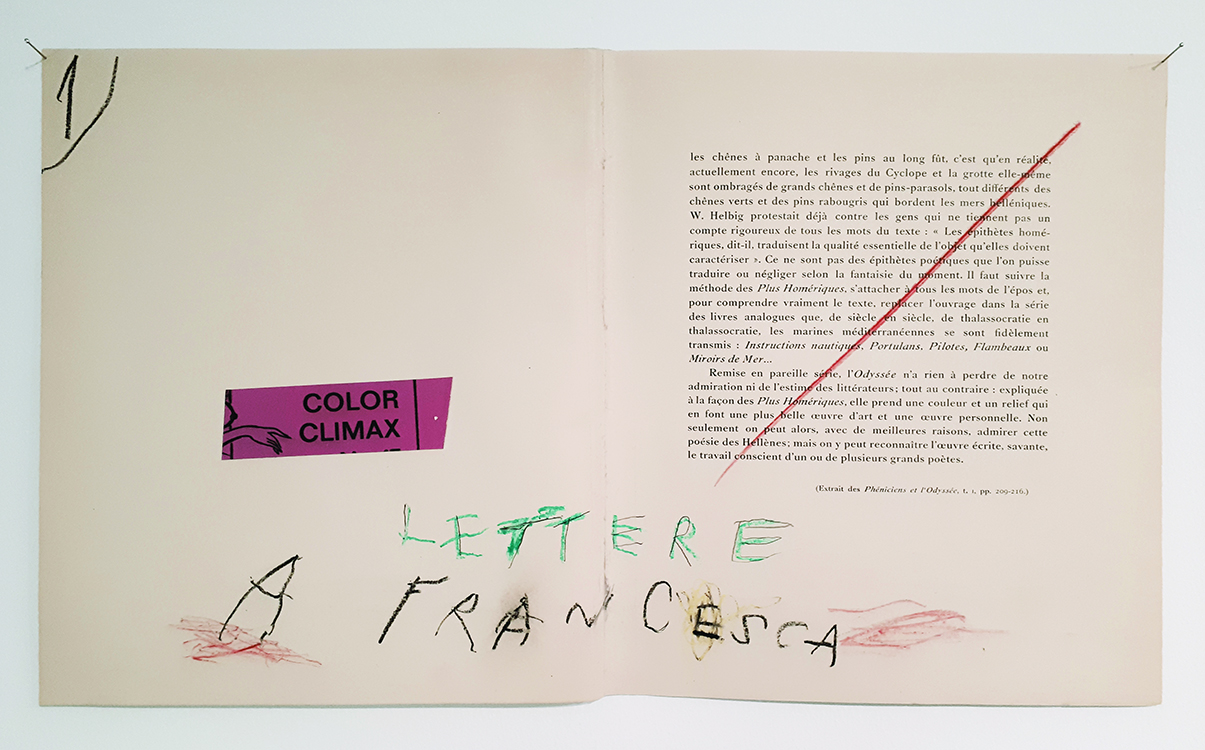 1
COLOR
CLIMAX
les chênes à panache et les pins au long fût, c'est qu'en réalité,
actuellement encore, les rivages du Cyclope et la grotte elle-même
sont ombragés de grands chênes et de pins-parasols, tout différents des
chênes verts et des pins rabougris qui bordent les mers helléniques.
W. Helbig protestait déjà contre les gens qui ne tiennent pas un
compte rigoureux de tous les mots du texte : « Les épithètes homé-
riques, dit-il, traduisent la qualité essentielle de l'objet qu'elles doivent
caractériser ». Ce ne sont pas des épithètes poétiques que l'on puisse
traduire ou négliger selon la fantaisie du moment. Il faut suivre la
méthode des Plus Homériques, s'attacher à tous les mots de l'épos et,
pour comprendre vraiment le texte, replacer l'ouvrage dans la série
des livres analogues que, de siècle en siècle, de thalassocratie en
thalassocratie, les marines méditerranéennes se sont fidèlement
transmis : Instructions nautiques, Portulans, Pilotes, Flambeaux ou
Miroirs de Mer...
Remise en pareille série, l'Odyssée n'a rien à perdre de notre
admiration ni de l'estime des littérateurs; tout au contraire : expliquée
à la façon des Plus Homériques, elle prend une couleur et un relief qui
en font une plus belle œuvre d'art et une œuvre personnelle. Non
seulement on peut alors, avec de meilleures raisons, admirer cette
poésie des Hellènes; mais on y peut reconnaître l'œuvre écrite, savante,
le travail conscient d'un ou de plusieurs grands poètes.
(Extrait des Phéniciens et l'Odyssée, t. 1, pp. 209-216.)
LETTERE
A FRANCESCA